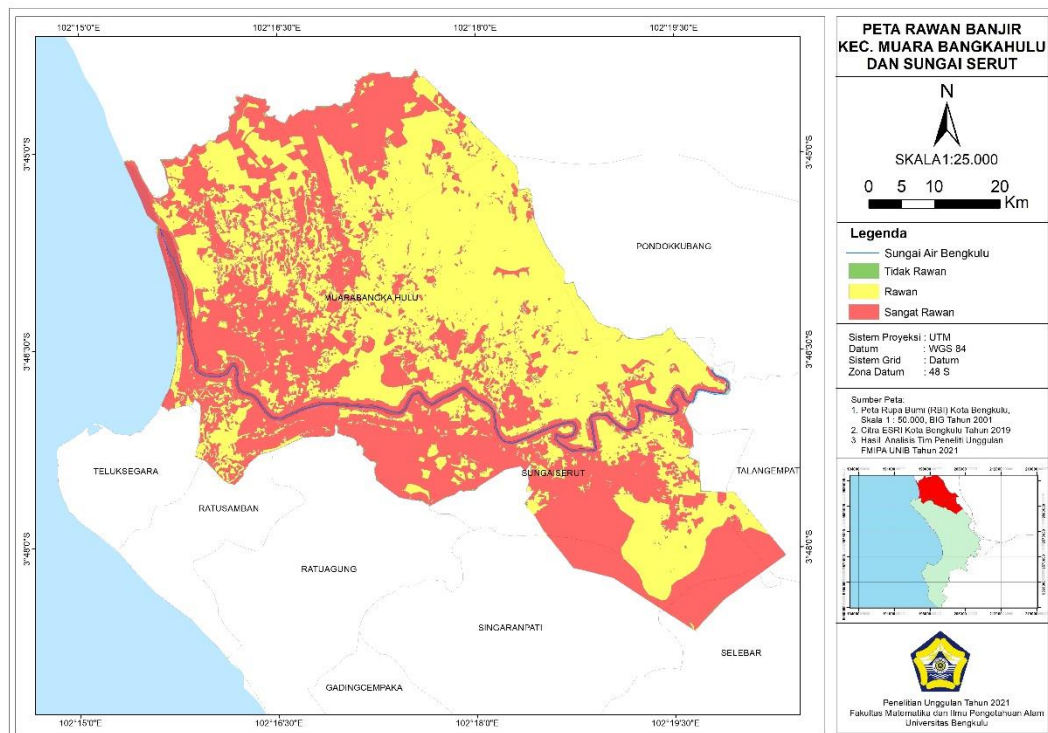 102°15'0"E 102°16'30"E 102°18'0"E 102°19'30"E
3°45'0"S 3°45'0"S
PONDOKKUBANG
MUARABANGKA HULU
3°46'30"S 3°46'30"S
TELUKSEGARA
SUNGAISERUT
TALANGEMPAT
RATUSAMBAN
3°48'0"S 3°48'0"S
RATUAGUNG
SINGARANPATI
SELEBAR
GADINGCEMPAKA
102°15'0"E 102°16'30"E 102°18'0"E 102°19'30"E
PETA RAWAN BANJIR
KEC. MUARA BANGKAHULU
DAN SUNGAI SERUT
N
SKALA1:25.000
0 5 10 20
Km
Legenda
Sungai Air Bengkulu
Tidak Rawan
Rawan
Sangat Rawan
Sistem Proyeksi : UTM
Datum : WGS 84
Sistem Grid : Datum
Zona Datum : 48 S
Sumber Peta:
1. Peta Rupa Bumi (RBI) Kota Bengkulu,
Skala 1 : 50.000, BIG Tahun 2001
2. Citra ESRI Kota Bengkulu Tahun 2019
3. Hasil Analisis Tim Peneliti Unggulan
FMIPA UNIB Tahun 2021
Penelitian Unggulan Tahun 2021
Fakultas Matematika dan Ilmu Pengetahuan Alam
Universitas Bengkulu